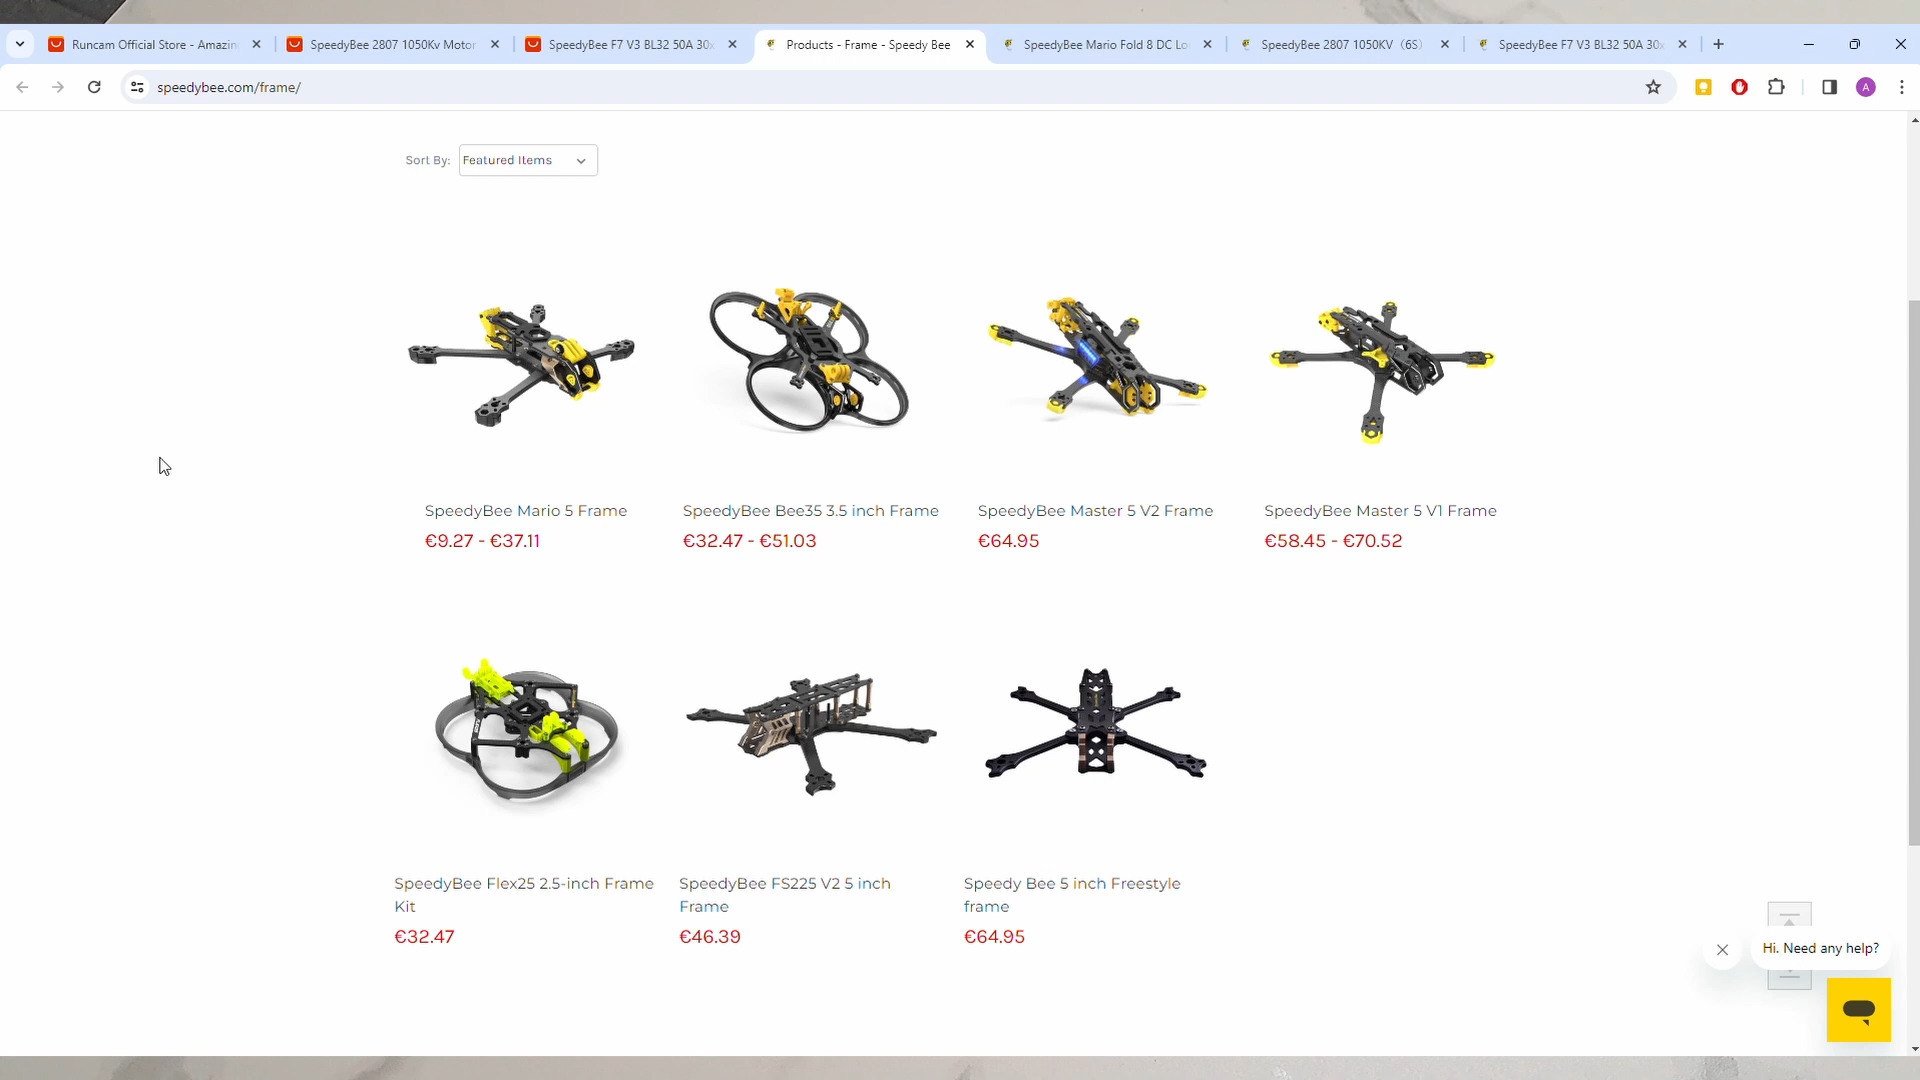 Runcam Official Store - Amazin
SpeedyBee 2807 1050Kv Motor
SpeedyBee F7 V3 BL32 50A 30x
Products - Frame - Speedy Bee
SpeedyBee Mario Fold 8 DC Lo
SpeedyBee 2807 1050KV（6S）
SpeedyBee F7 V3 BL32 50A 30x
speedybee.com/frame/
A
Sort By:
Featured Items
SpeedyBee Mario 5 Frame
€9.27 - €37.11
SpeedyBee Bee35 3.5 inch Frame
€32.47 - €51.03
SpeedyBee Master 5 V2 Frame
€64.95
SpeedyBee Master 5 V1 Frame
€58.45 - €70.52
SpeedyBee Flex25 2.5-inch Frame
Kit
€32.47
SpeedyBee FS225 V2 5 inch
Frame
€46.39
Speedy Bee 5 inch Freestyle
frame
€64.95
Hi. Need any help?